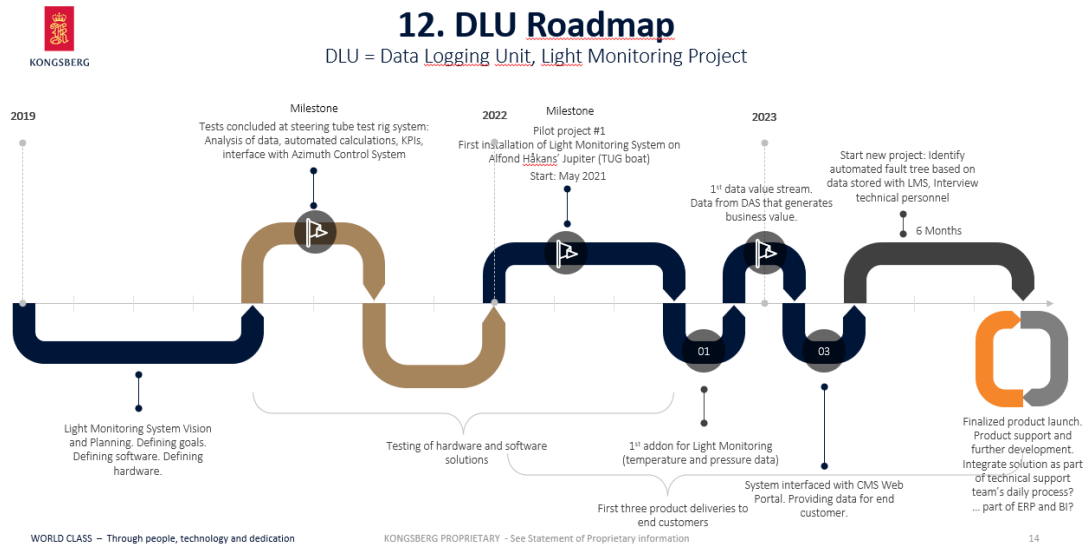 KONGSBERG
12. DLU Roadmap
DLU = Data Logging Unit, Light Monitoring Project
2019
Milestone
Tests concluded at steering tube test rig system:
Analysis of data, automated calculations, KPIs,
interface with Azimuth Control System
2022
Milestone
Pilot project #1
First installation of Light Monitoring System on
Alfond Håkans’ Jupiter (TUG boat)
Start: May 2021
2023
1st data value stream.
Data from DAS that generates
business value.
Start new project: Identify
automated fault tree based on
data stored with LMS, Interview
technical personnel
6 Months
01
03
Light Monitoring System Vision
and Planning. Defining goals.
Defining software. Defining
hardware.
Testing of hardware and software
solutions
1st addon for Light Monitoring
(temperature and pressure data)
First three product deliveries to
end customers
System interfaced with CMS Web
Portal. Providing data for end
customer.
Finalized product launch.
Product support and
further development.
Integrate solution as part
of technical support
team’s daily process?
... part of ERP and BI?
WORLD CLASS – Through people, technology and dedication
KONGSBERG PROPRIETARY - See Statement of Proprietary information
14